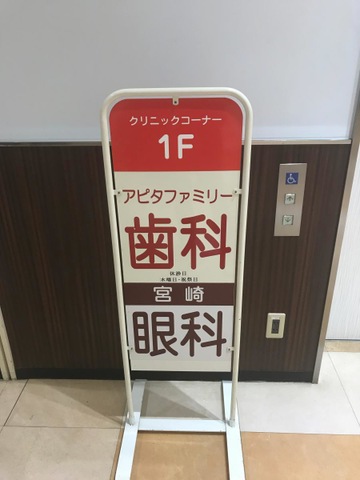 クリニックコーナー
1F
アピタファミリー
歯科
休診日
木曜日・祝祭日
宮崎
眼科